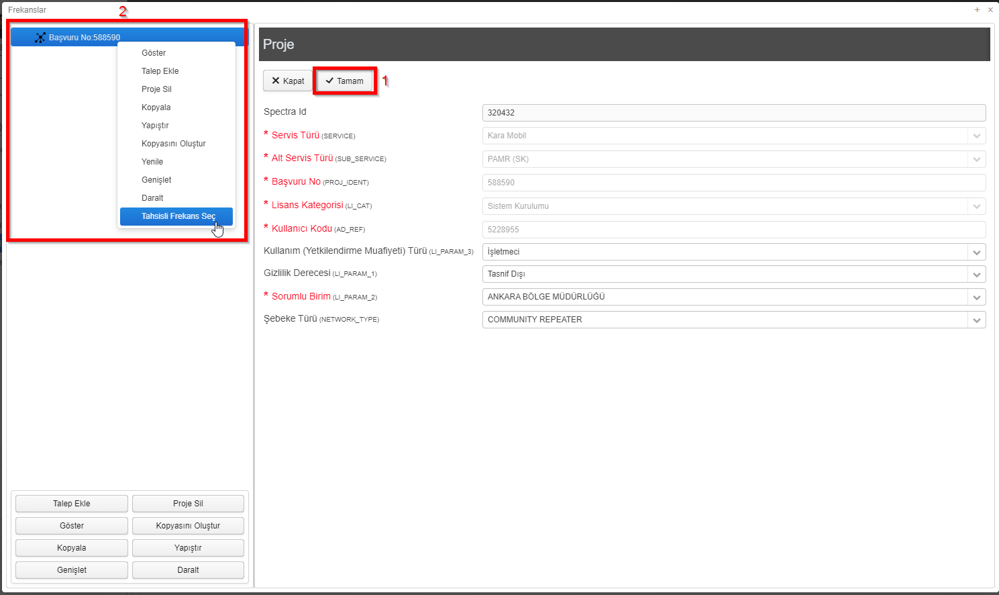 Frekanslar
2
Başvuru No:588590
Göster
Talep Ekle
Proje Sil
Kopyala
Yapıştır
Kopyasını Oluştur
Yenile
Genişlet
Daralt
Tahsisli Frekans Seç
Talep Ekle Proje Sil
Göster Kopyasını Oluştur
Kopyala Yapıştır
Genişlet Daralt
Proje
Kapat Tamam 1
Spectra Id 320432
* Servis Türü (SERVICE) Kara Mobil
* Alt Servis Türü (SUB_SERVICE) PAMR (SK)
* Başvuru No (PROJ_IDENT) 588590
* Lisans Kategorisi (LI_CAT) Sistem Kurulumu
* Kullanıcı Kodu (AD_REF) 5228955
Kullanım (Yetkilendirme Muafiyeti) Türü (LI_PARAM_3) İşletmeci
Gizlilik Derecesi (LI_PARAM_1) Tasnif Dışı
* Sorumlu Birim (LI_PARAM_2) ANKARA BÖLGE MÜDÜRLÜĞÜ
Şebeke Türü (NETWORK_TYPE) COMMUNITY REPEATER